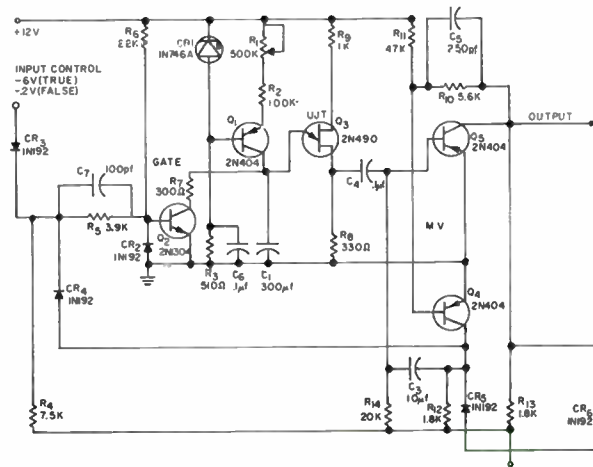 +12V
INPUT CONTROL
-6V(TRUE)
-.2V(FALSE)
CR3
1N192
C7
100pf
R5 3.9K
CR4
1N192
R4
7.5K
R6
22K
GATE
R7
300Ω
Q2
2N1304
CR2
1N192
CR1
1N746A
R1
500K
R2
100K
Q1
2N404
R3
510Ω
C6
.1μf
C1
300μf
R9
1K
UJT
Q3
2N490
R8
330Ω
C4
.1μf
R11
47K
C5
250pf
R10 5.6K
OUTPUT
Q5
2N404
MV
Q4
2N404
C3
10μf
R14
20K
R12
1.8K
CR5
1N192
R13
1.8K
CR6
1N192